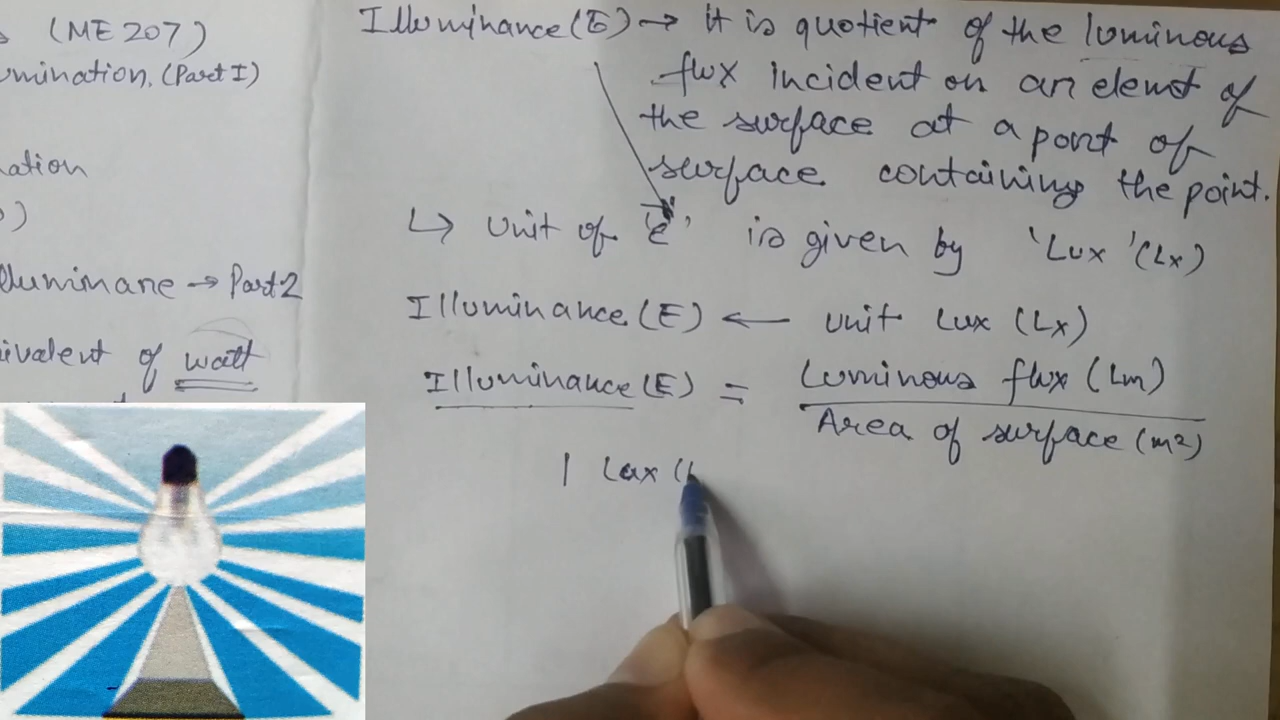 (ME 207)
umination, (Part I)
ation
lluminane → Part 2
ivalent of watt
Illuminance (E) → it is quotient of the luminous
flux incident on an elemt of
the surface at a point of
surface containing the point.
↳ Unit of 'E' is given by 'Lux' (Lx)
Illuminance (E) ← unit Lux (Lx)
Illuminance (E) = Luminous flux (Lm)
Area of surface (m²)
1 Lux (L